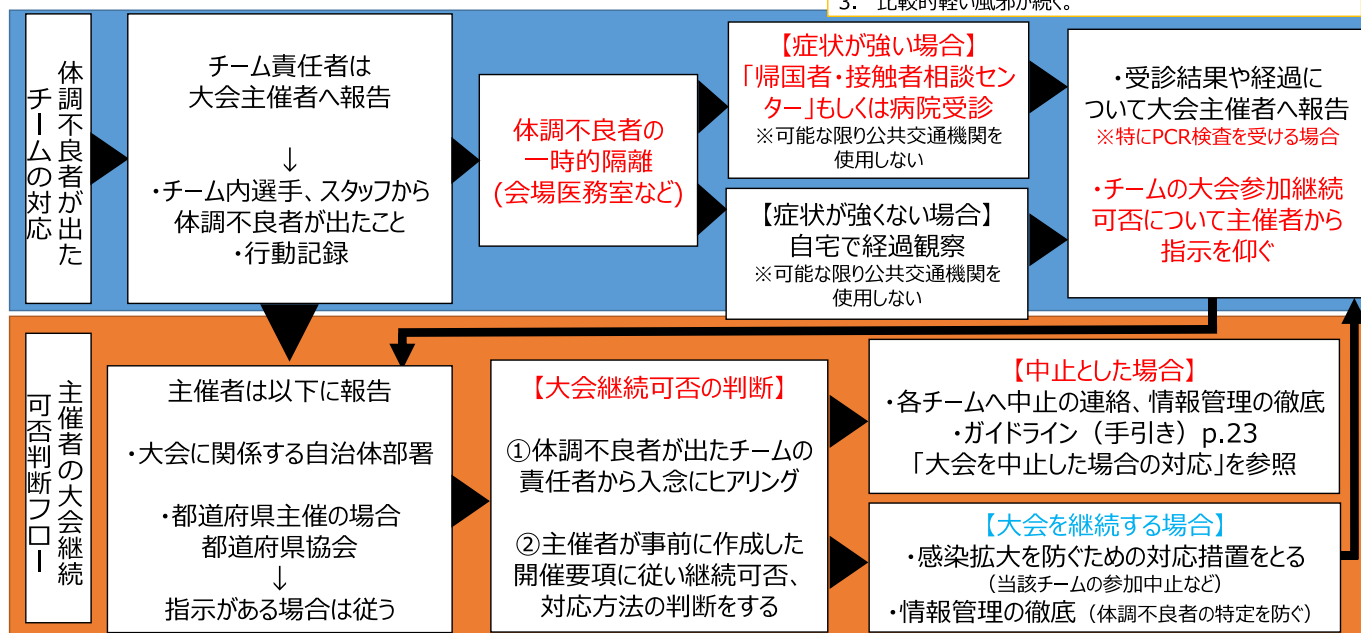 3. 比較的軽い風邪が続く。
体調不良者が出た
チームの対応
チーム責任者は
大会主催者へ報告
↓
・チーム内選手、スタッフから
体調不良者が出たこと
・行動記録
体調不良者の
一時的隔離
(会場医務室など)
【症状が強い場合】
「帰国者・接触者相談セン
ター」もしくは病院受診
※可能な限り公共交通機関を
使用しない
【症状が強くない場合】
自宅で経過観察
※可能な限り公共交通機関を
使用しない
・受診結果や経過に
ついて大会主催者へ報告
※特にPCR検査を受ける場合
・チームの大会参加継続
可否について主催者から
指示を仰ぐ
主催者の大会継続
可否判断フロー
主催者は以下に報告
・大会に関係する自治体部署
・都道府県主催の場合
都道府県協会
↓
指示がある場合は従う
【大会継続可否の判断】
①体調不良者が出たチームの
責任者から入念にヒアリング
②主催者が事前に作成した
開催要項に従い継続可否、
対応方法の判断をする
【中止とした場合】
・各チームへ中止の連絡、情報管理の徹底
・ガイドライン（手引き）p.23
「大会を中止した場合の対応」を参照
【大会を継続する場合】
・感染拡大を防ぐための対応措置をとる
（当該チームの参加中止など）
・情報管理の徹底（体調不良者の特定を防ぐ）